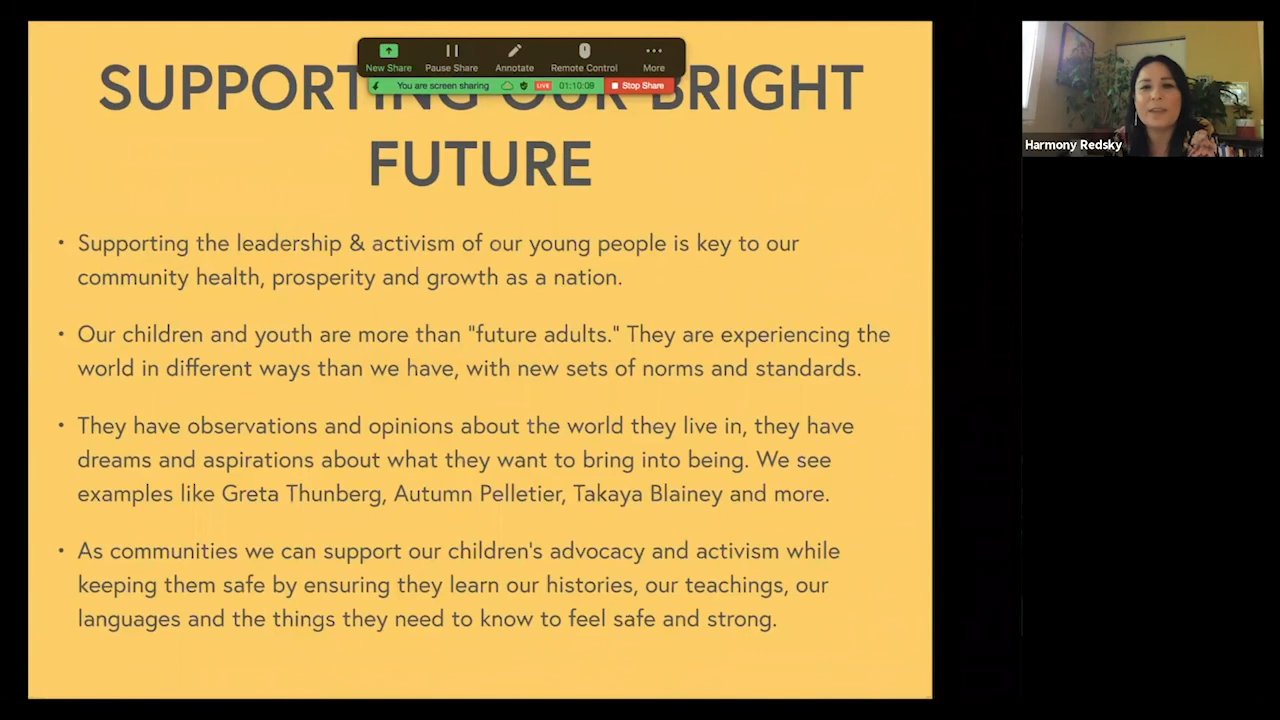 New Share Pause Share Annotate Remote Control More
You are screen sharing LIVE 01:10:09 Stop Share
SUPPORTING OUR BRIGHT
FUTURE
• Supporting the leadership & activism of our young people is key to our
community health, prosperity and growth as a nation.
• Our children and youth are more than "future adults." They are experiencing the
world in different ways than we have, with new sets of norms and standards.
• They have observations and opinions about the world they live in, they have
dreams and aspirations about what they want to bring into being. We see
examples like Greta Thunberg, Autumn Pelletier, Takaya Blainey and more.
• As communities we can support our children's advocacy and activism while
keeping them safe by ensuring they learn our histories, our teachings, our
languages and the things they need to know to feel safe and strong.
Harmony Redsky